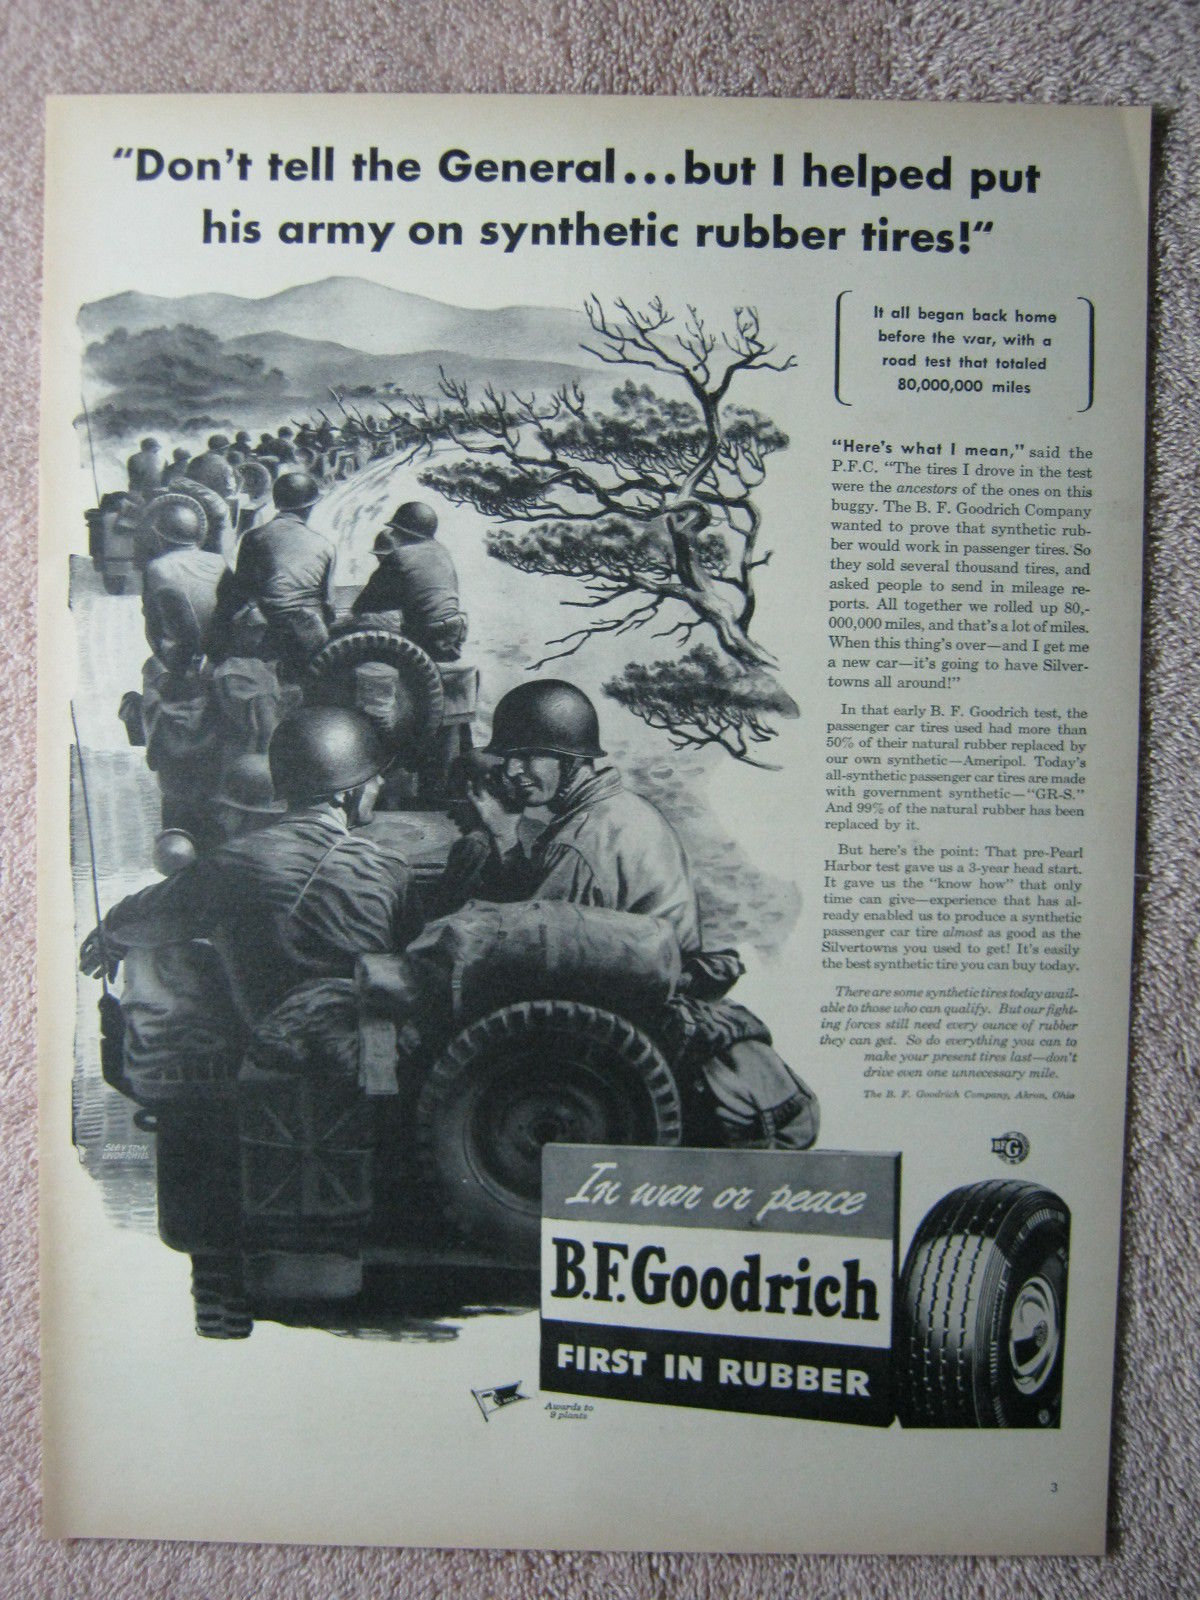 “Don’t tell the General...but I helped put
his army on synthetic rubber tires!“
It all began back home
before the war, with a
road test that totaled
80,000,000 miles
“Here’s what I mean,” said the
P.F.C. “The tires I drove in the test
were the ancestors of the ones on this
buggy. The B. F. Goodrich Company
wanted to prove that synthetic rub-
ber would work in passenger tires. So
they sold several thousand tires, and
asked people to send in mileage re-
ports. All together we rolled up 80,-
000,000 miles, and that’s a lot of miles.
When this thing’s over—and I get me
a new car—it’s going to have Silver-
towns all around!”
In that early B. F. Goodrich test, the
passenger car tires used had more than
50% of their natural rubber replaced by
our own synthetic—Ameripol. Today’s
all-synthetic passenger car tires are made
with government synthetic—“GR-S.”
And 99% of the natural rubber has been
replaced by it.
But here’s the point: That pre-Pearl
Harbor test gave us a 3-year head start.
It gave us the “know how” that only
time can give—experience that has al-
ready enabled us to produce a synthetic
passenger car tire almost as good as the
Silvertowns you used to get! It’s easily
the best synthetic tire you can buy today.
There are some synthetic tires today avail-
able to those who can qualify. But our fight-
ing forces still need every ounce of rubber
they can get. So do everything you can to
make your present tires last—don’t
drive even one unnecessary mile.
The B. F. Goodrich Company, Akron, Ohio
SLAYTON
UNDERHILL
BFG
In war or peace
B.F.Goodrich
FIRST IN RUBBER
Awards to
9 plants
3